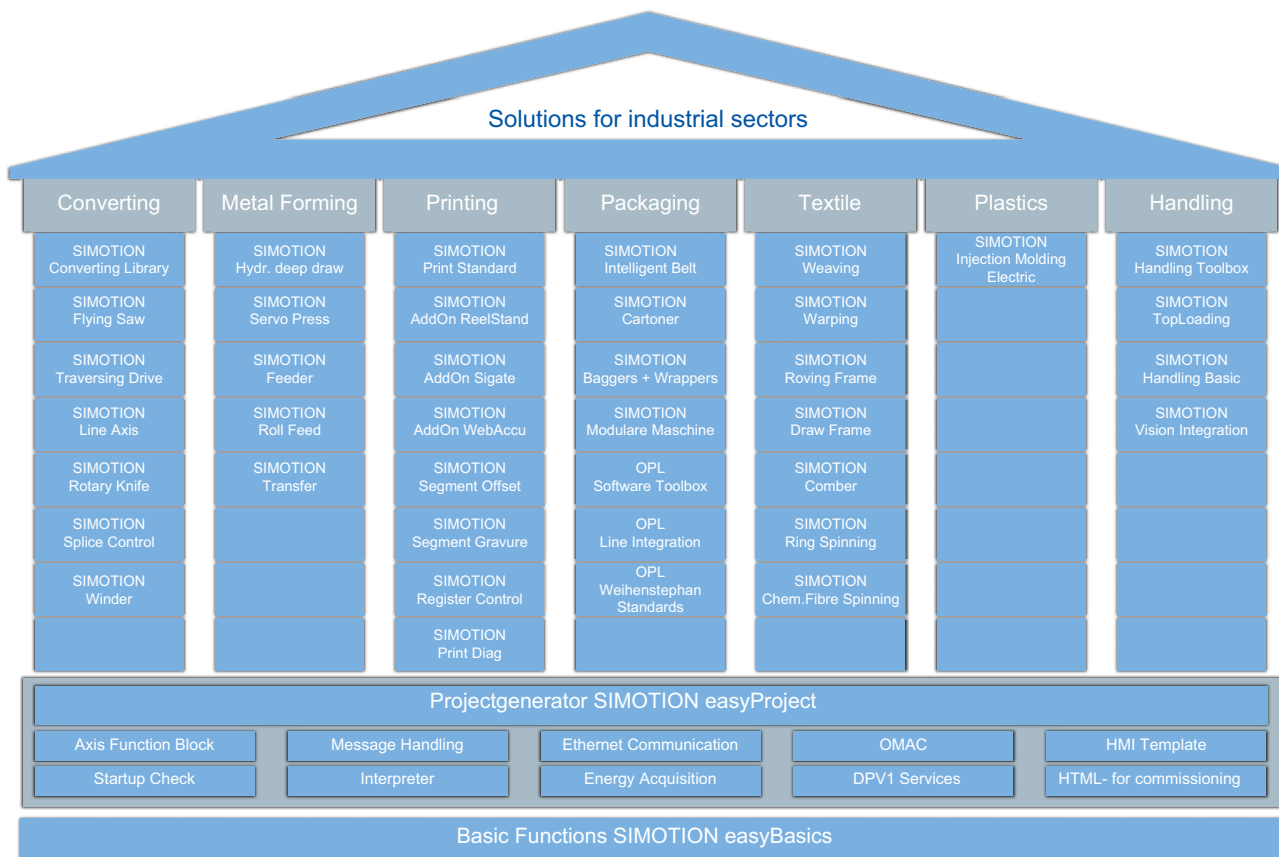 Solutions for industrial sectors
Converting
Metal Forming
Printing
Packaging
Textile
Plastics
Handling
SIMOTION
Converting Library
SIMOTION
Flying Saw
SIMOTION
Traversing Drive
SIMOTION
Line Axis
SIMOTION
Rotary Knife
SIMOTION
Splice Control
SIMOTION
Winder
SIMOTION
Hydr. deep draw
SIMOTION
Servo Press
SIMOTION
Feeder
SIMOTION
Roll Feed
SIMOTION
Transfer
SIMOTION
Print Standard
SIMOTION
AddOn ReelStand
SIMOTION
AddOn Sigate
SIMOTION
AddOn WebAccu
SIMOTION
Segment Offset
SIMOTION
Segment Gravure
SIMOTION
Register Control
SIMOTION
Print Diag
SIMOTION
Intelligent Belt
SIMOTION
Cartoner
SIMOTION
Baggers + Wrappers
SIMOTION
Modulare Maschine
OPL
Software Toolbox
OPL
Line Integration
OPL
Weihenstephan
Standards
SIMOTION
Weaving
SIMOTION
Warping
SIMOTION
Roving Frame
SIMOTION
Draw Frame
SIMOTION
Comber
SIMOTION
Ring Spinning
SIMOTION
Chem.Fibre Spinning
SIMOTION
Injection Molding
Electric
SIMOTION
Handling Toolbox
SIMOTION
TopLoading
SIMOTION
Handling Basic
SIMOTION
Vision Integration
Projectgenerator SIMOTION easyProject
Axis Function Block
Message Handling
Ethernet Communication
OMAC
HMI Template
Startup Check
Interpreter
Energy Acquisition
DPV1 Services
HTML- for commissioning
Basic Functions SIMOTION easyBasics